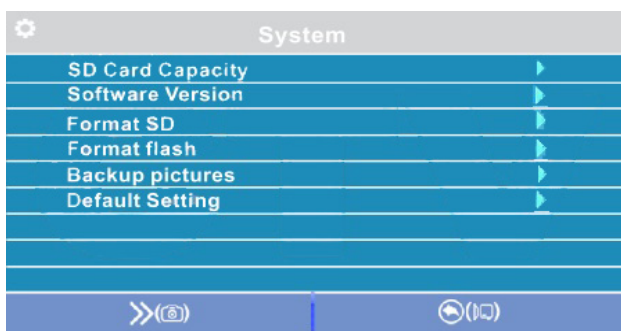 System
SD Card Capacity
Software Version
Format SD
Format flash
Backup pictures
Default Setting